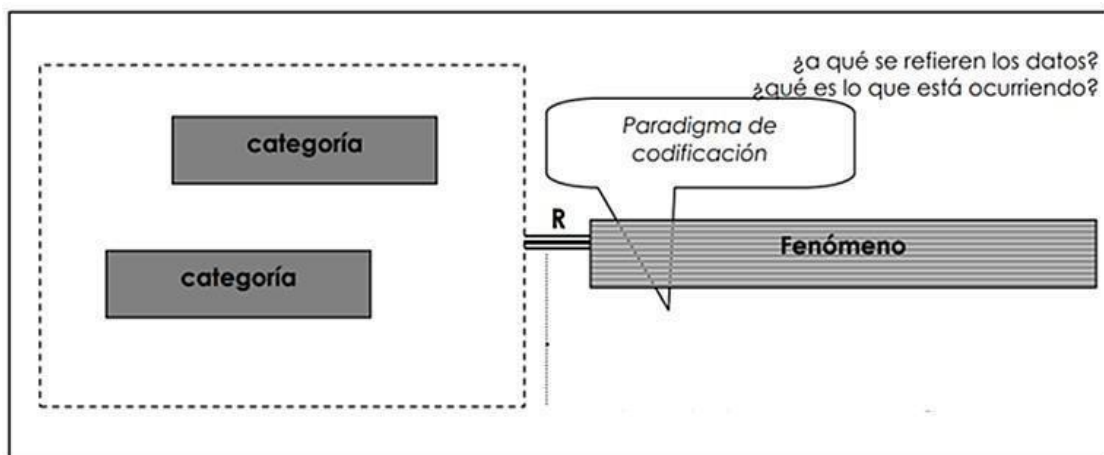 ¿a qué se refieren los datos?
¿qué es lo que está ocurriendo?
categoría
Paradigma de
codificación
R
Fenómeno
categoría